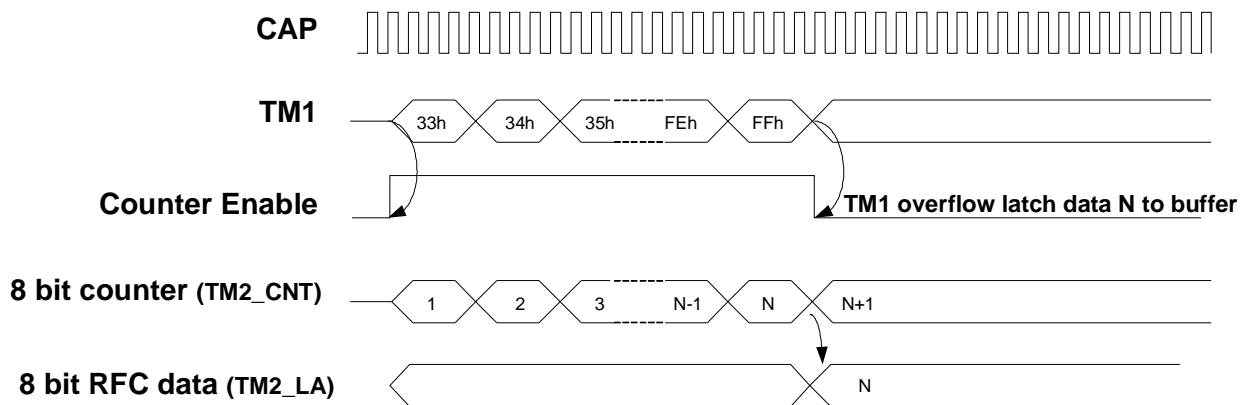 CAP
TM1
33h 34h 35h FEh FFh
Counter Enable
TM1 overflow latch data N to buffer
8 bit counter (TM2_CNT)
1 2 3 N-1 N N+1
8 bit RFC data (TM2_LA)
N